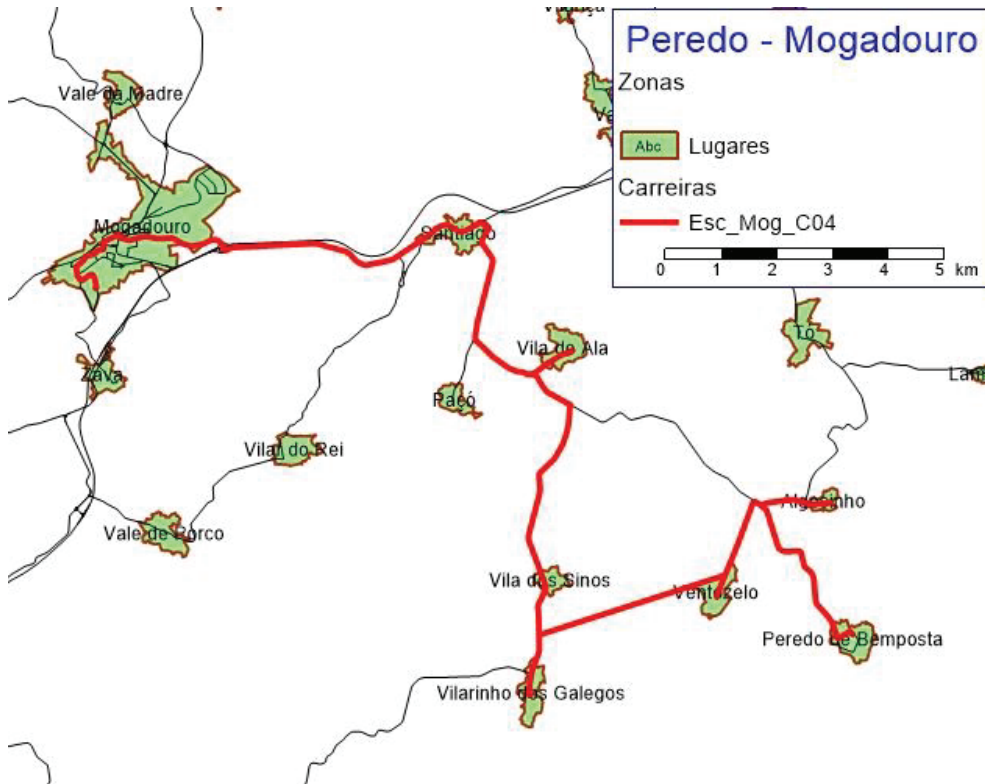 Peredo - Mogadouro
Zonas
Abc Lugares
Carreiras
Esc_Mog_C04
0 1 2 3 4 5 km
Vale da Madre
Mogadouro
Santiago
Zava
Vila de Ala
Tó
Paçó
Vilar do Rei
Vale de Porco
Algosinho
Vila dos Sinos
Ventozelo
Peredo de Bemposta
Vilarinho dos Galegos